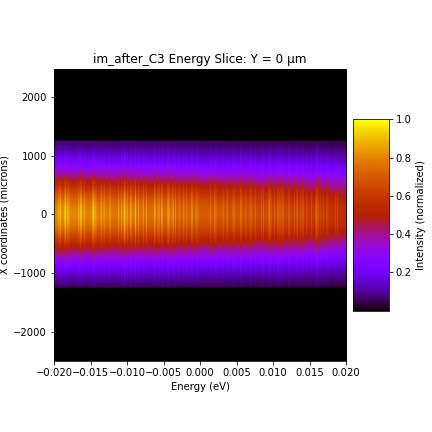 im_after_C3 Energy Slice: Y = 0 µm
X coordinates (microns)
2000
1000
0
−1000
−2000
−0.020 −0.015 −0.010 −0.005 0.000 0.005 0.010 0.015 0.020
Energy (eV)
1.0
0.8
0.6
0.4
0.2
Intensity (normalized)